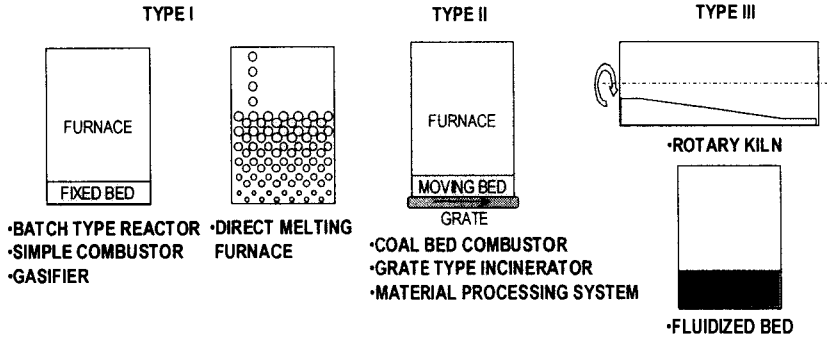 TYPE I
TYPE II
TYPE III
FURNACE
FIXED BED
•BATCH TYPE REACTOR
•SIMPLE COMBUSTOR
•GASIFIER
•DIRECT MELTING
FURNACE
FURNACE
MOVING BED
GRATE
•COAL BED COMBUSTOR
•GRATE TYPE INCINERATOR
•MATERIAL PROCESSING SYSTEM
•ROTARY KILN
•FLUIDIZED BED